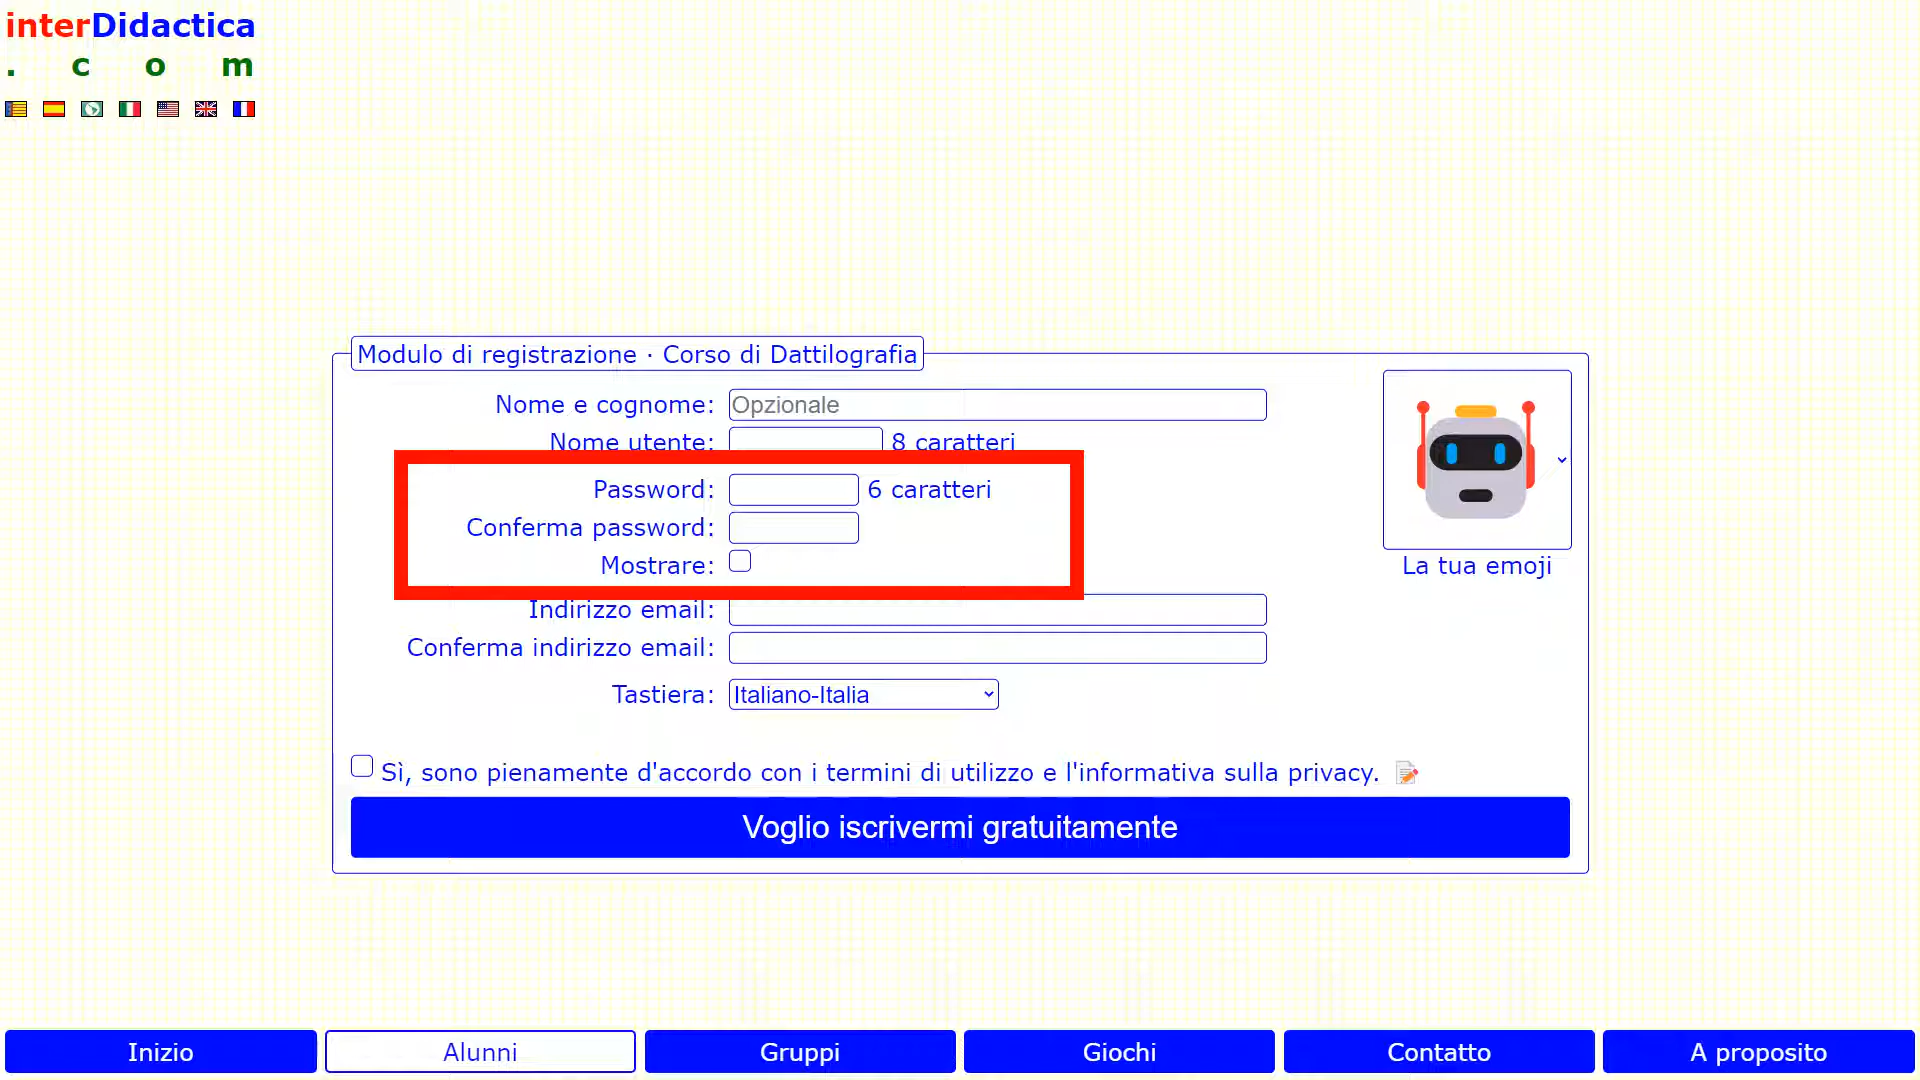 interDidactica
. c o m
Modulo di registrazione · Corso di Dattilografia
Nome e cognome: Opzionale
Nome utente: 8 caratteri
Password: 6 caratteri
Conferma password:
Mostrare:
La tua emoji
Indirizzo email:
Conferma indirizzo email:
Tastiera: Italiano-Italia
Sì, sono pienamente d'accordo con i termini di utilizzo e l'informativa sulla privacy.
Voglio iscrivermi gratuitamente
Inizio Alunni Gruppi Giochi Contatto A proposito